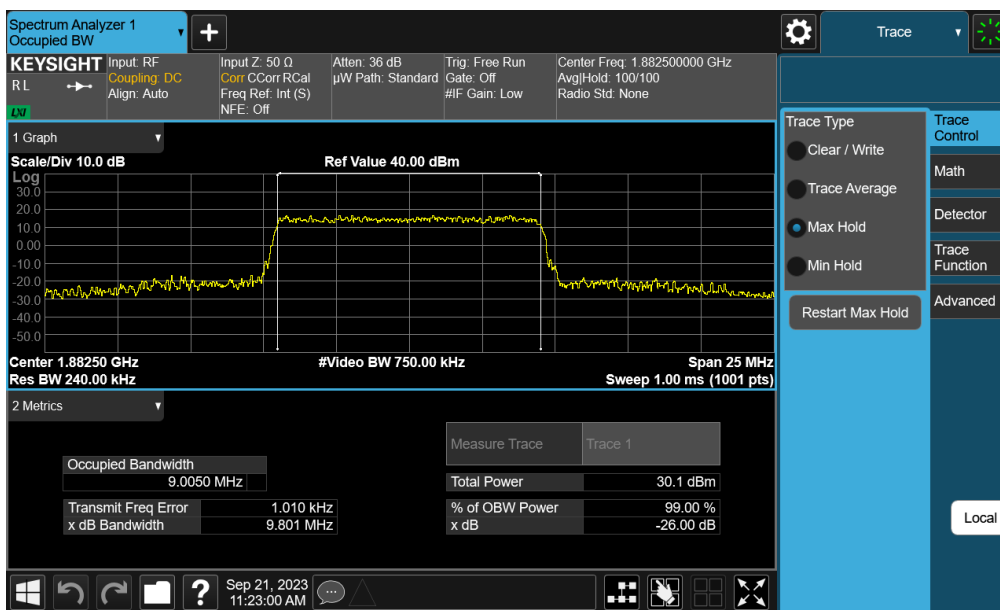 Spectrum Analyzer 1
Occupied BW
+
Trace
KEYSIGHT
R L
LXI
Input: RF
Coupling: DC
Align: Auto
Input Z: 50 Ω
Corr CCorr RCal
Freq Ref: Int (S)
NFE: Off
Atten: 36 dB
µW Path: Standard
Trig: Free Run
Gate: Off
#IF Gain: Low
Center Freq: 1.882500000 GHz
Avg|Hold: 100/100
Radio Std: None
1 Graph
Scale/Div 10.0 dB
Ref Value 40.00 dBm
Log
30.0
20.0
10.0
0.00
-10.0
-20.0
-30.0
-40.0
-50.0
Center 1.88250 GHz
#Video BW 750.00 kHz
Span 25 MHz
Res BW 240.00 kHz
Sweep 1.00 ms (1001 pts)
2 Metrics
Measure Trace
Trace 1
Occupied Bandwidth
9.0050 MHz
Total Power
30.1 dBm
Transmit Freq Error
1.010 kHz
% of OBW Power
99.00 %
x dB Bandwidth
9.801 MHz
x dB
-26.00 dB
Trace Type
Clear / Write
Trace Average
Max Hold
Min Hold
Restart Max Hold
Trace
Control
Math
Detector
Trace
Function
Advanced
Local
?
Sep 21, 2023
11:23:00 AM